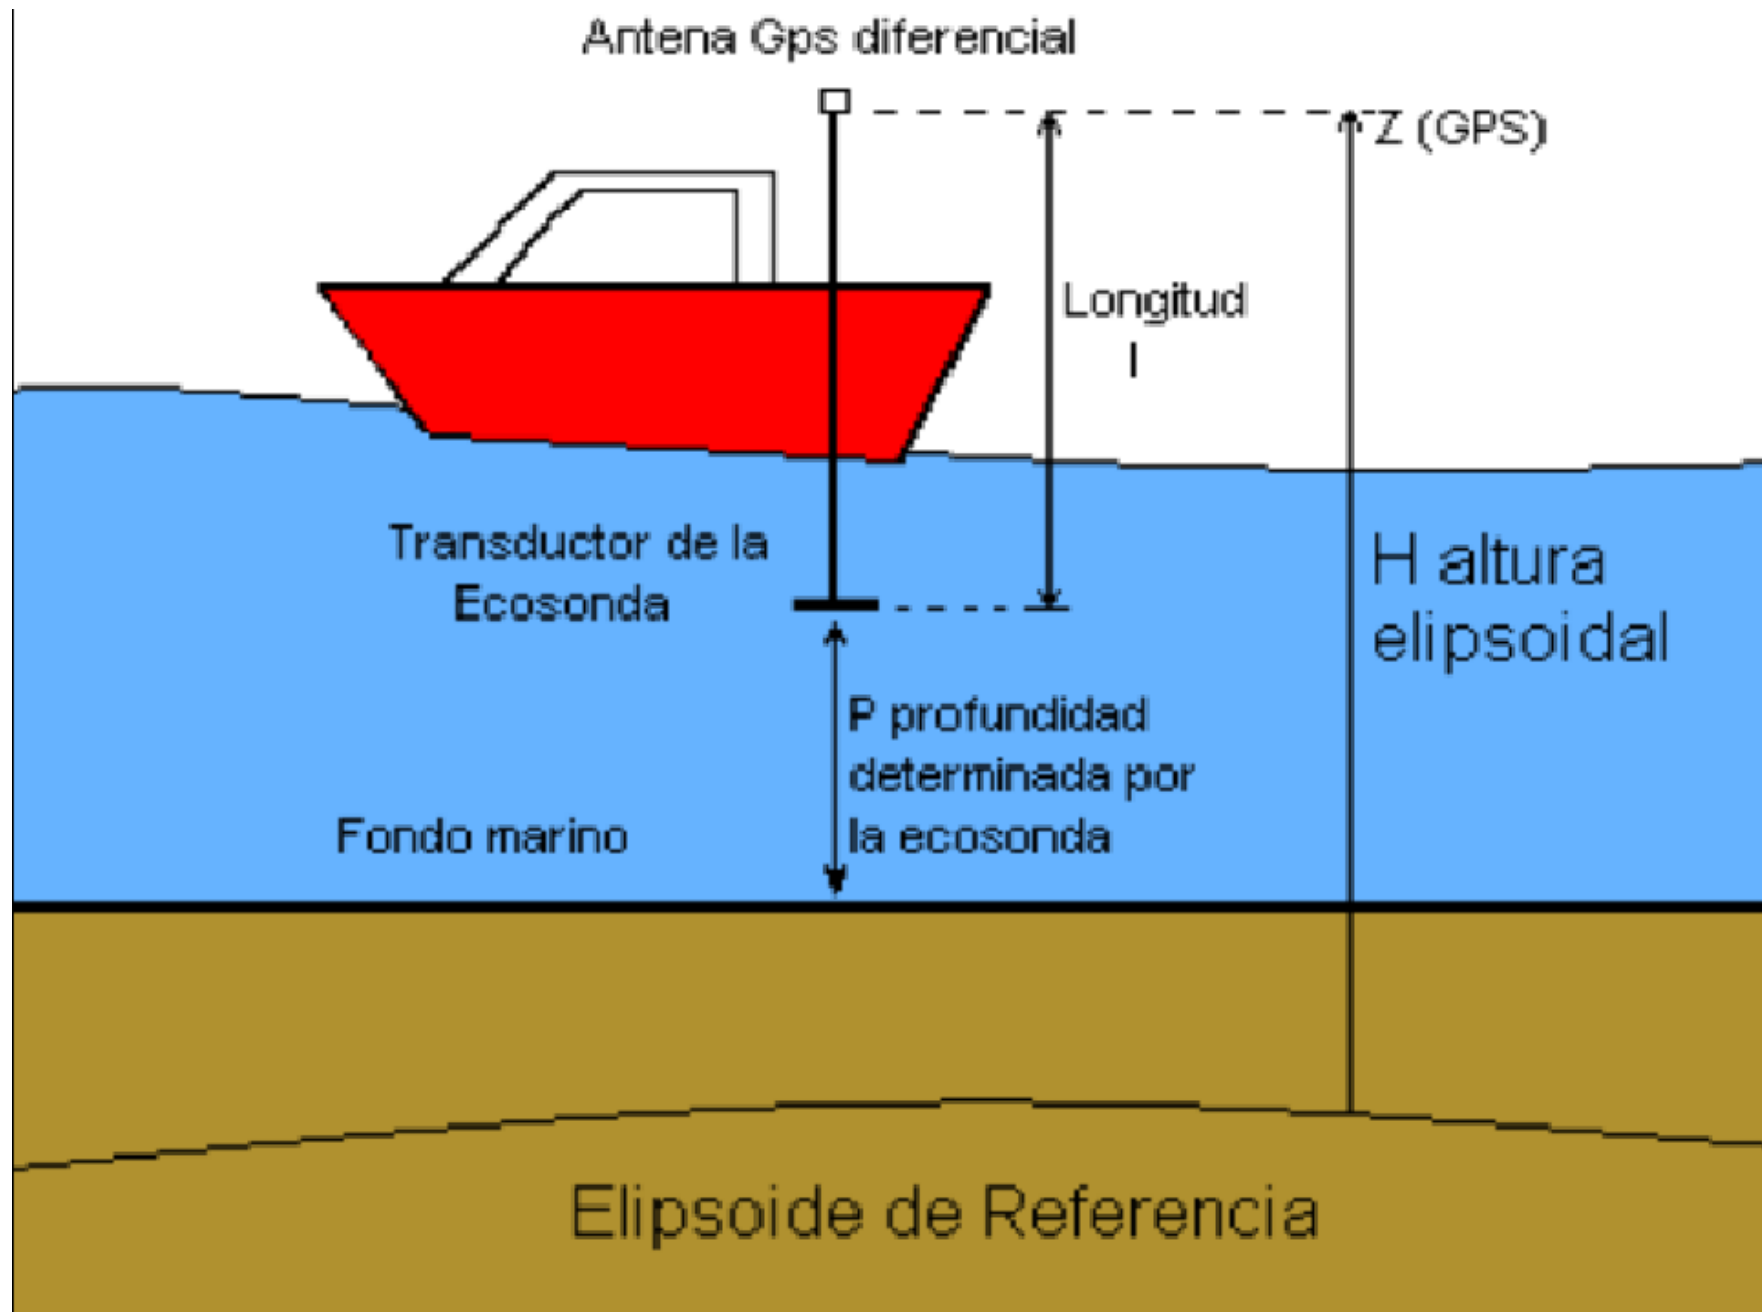 Antena Gps diferencial
Z (GPS)
Longitud
l
Transductor de la
Ecosonda
H altura
elipsoidal
P profundidad
determinada por
la ecosonda
Fondo marino
Elipsoide de Referencia